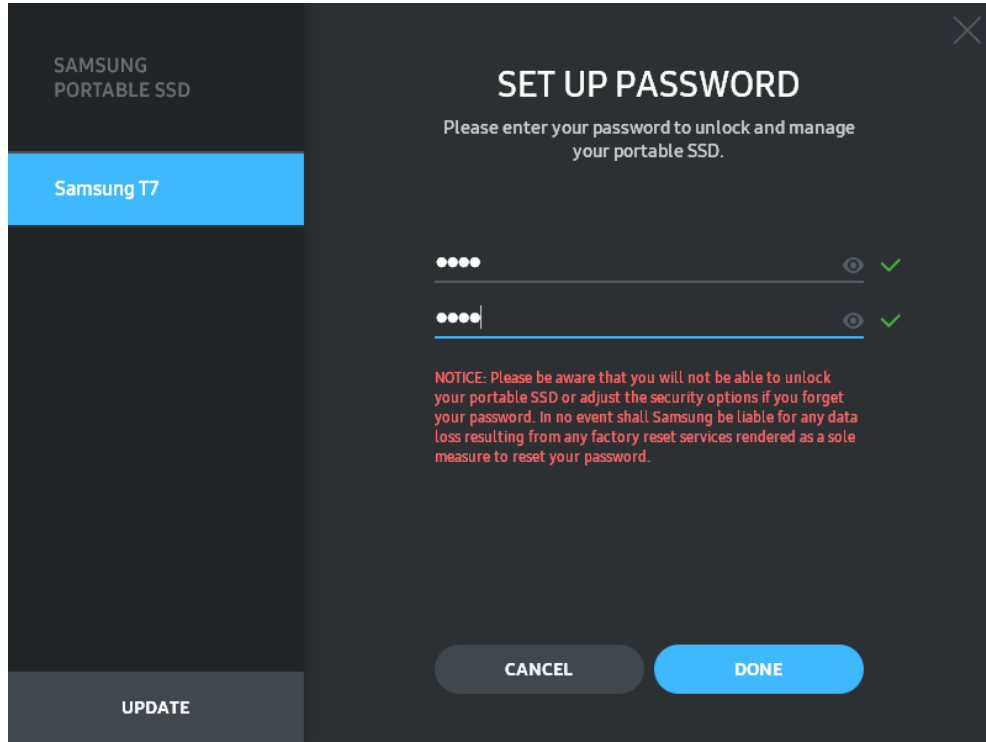 SAMSUNG
PORTABLE SSD
Samsung T7
UPDATE
SET UP PASSWORD
Please enter your password to unlock and manage
your portable SSD.
••••
••••
NOTICE: Please be aware that you will not be able to unlock
your portable SSD or adjust the security options if you forget
your password. In no event shall Samsung be liable for any data
loss resulting from any factory reset services rendered as a sole
measure to reset your password.
CANCEL
DONE